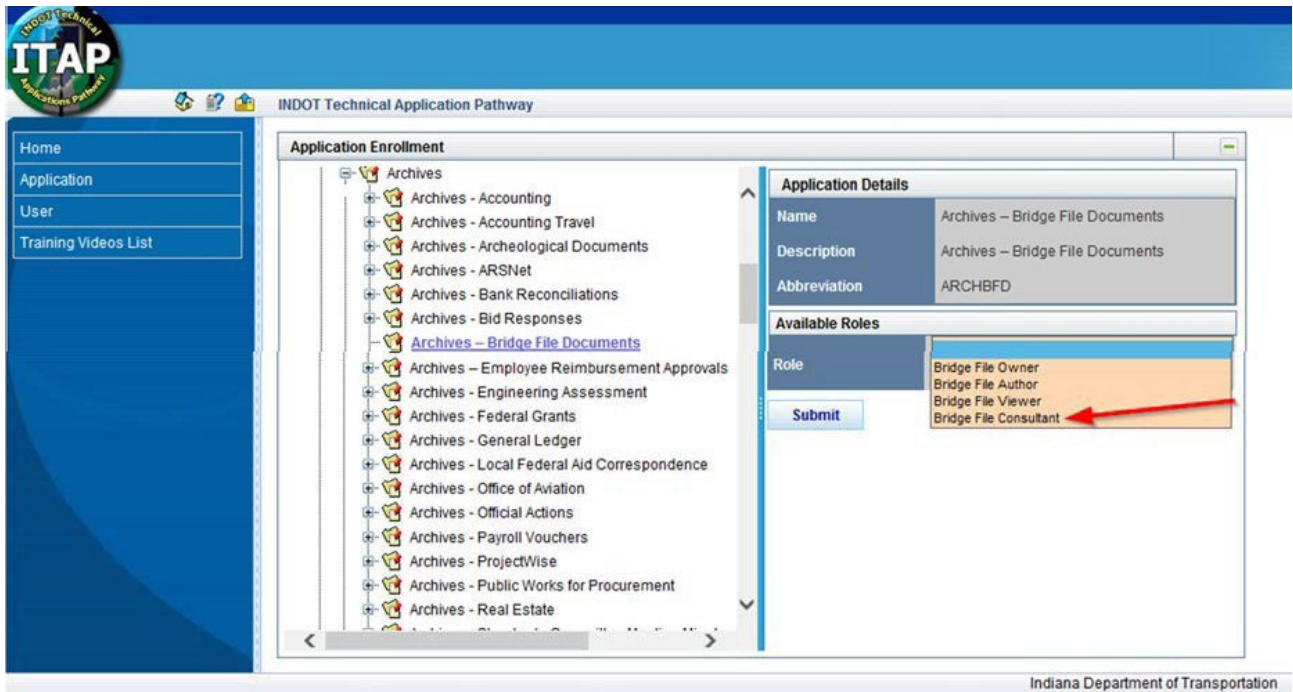 INDOT Technical
ITAP
Applications Pathway
INDOT Technical Application Pathway
Home
Application
User
Training Videos List
Application Enrollment
Archives
Archives - Accounting
Archives - Accounting Travel
Archives - Archeological Documents
Archives - ARSNet
Archives - Bank Reconciliations
Archives - Bid Responses
Archives – Bridge File Documents
Archives – Employee Reimbursement Approvals
Archives - Engineering Assessment
Archives - Federal Grants
Archives - General Ledger
Archives - Local Federal Aid Correspondence
Archives - Office of Aviation
Archives - Official Actions
Archives - Payroll Vouchers
Archives - ProjectWise
Archives - Public Works for Procurement
Archives - Real Estate
Application Details
Name Archives – Bridge File Documents
Description Archives – Bridge File Documents
Abbreviation ARCHBFD
Available Roles
Role
Bridge File Owner
Bridge File Author
Bridge File Viewer
Bridge File Consultant
Submit
Indiana Department of Transportation